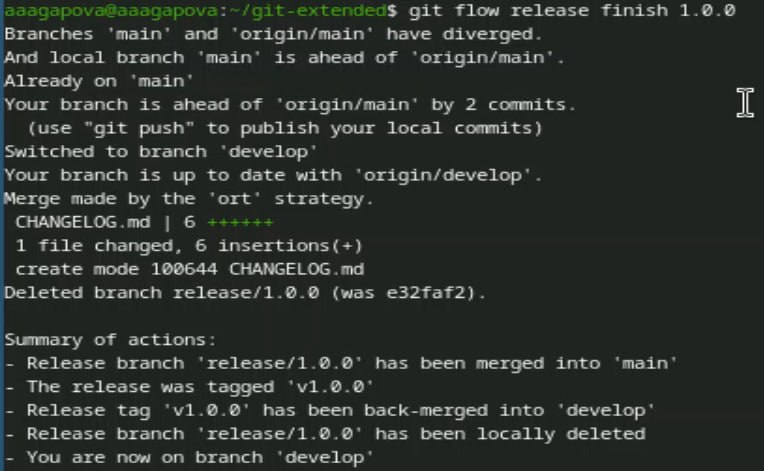 aaagapova@aaagapova:~/git-extended$ git flow release finish 1.0.0
Branches 'main' and 'origin/main' have diverged.
And local branch 'main' is ahead of 'origin/main'.
Already on 'main'
Your branch is ahead of 'origin/main' by 2 commits.
  (use "git push" to publish your local commits)
Switched to branch 'develop'
Your branch is up to date with 'origin/develop'.
Merge made by the 'ort' strategy.
 CHANGELOG.md | 6 ++++++
 1 file changed, 6 insertions(+)
 create mode 100644 CHANGELOG.md
Deleted branch release/1.0.0 (was e32faf2).

Summary of actions:
- Release branch 'release/1.0.0' has been merged into 'main'
- The release was tagged 'v1.0.0'
- Release tag 'v1.0.0' has been back-merged into 'develop'
- Release branch 'release/1.0.0' has been locally deleted
- You are now on branch 'develop'